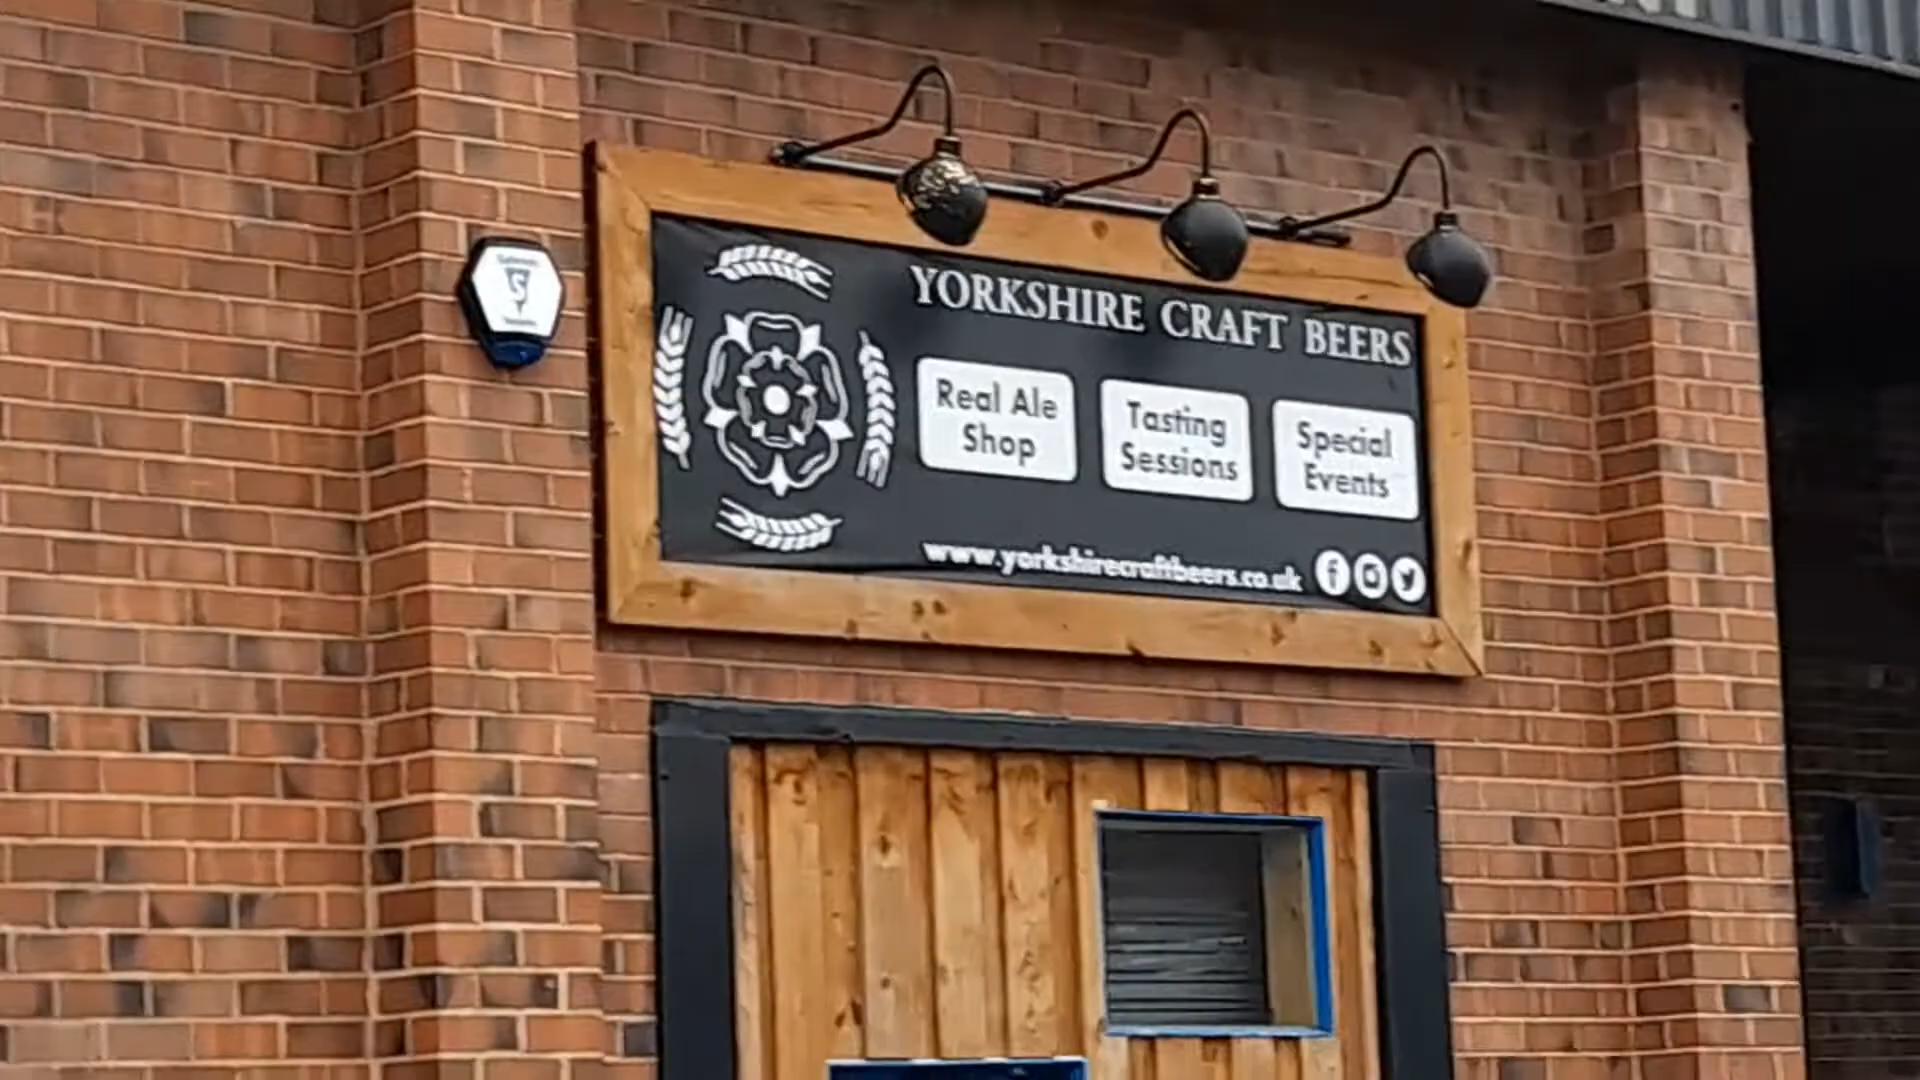 YORKSHIRE CRAFT BEERS
Real Ale
Shop
Tasting
Sessions
Special
Events
www.yorkshirecraftbeers.co.uk